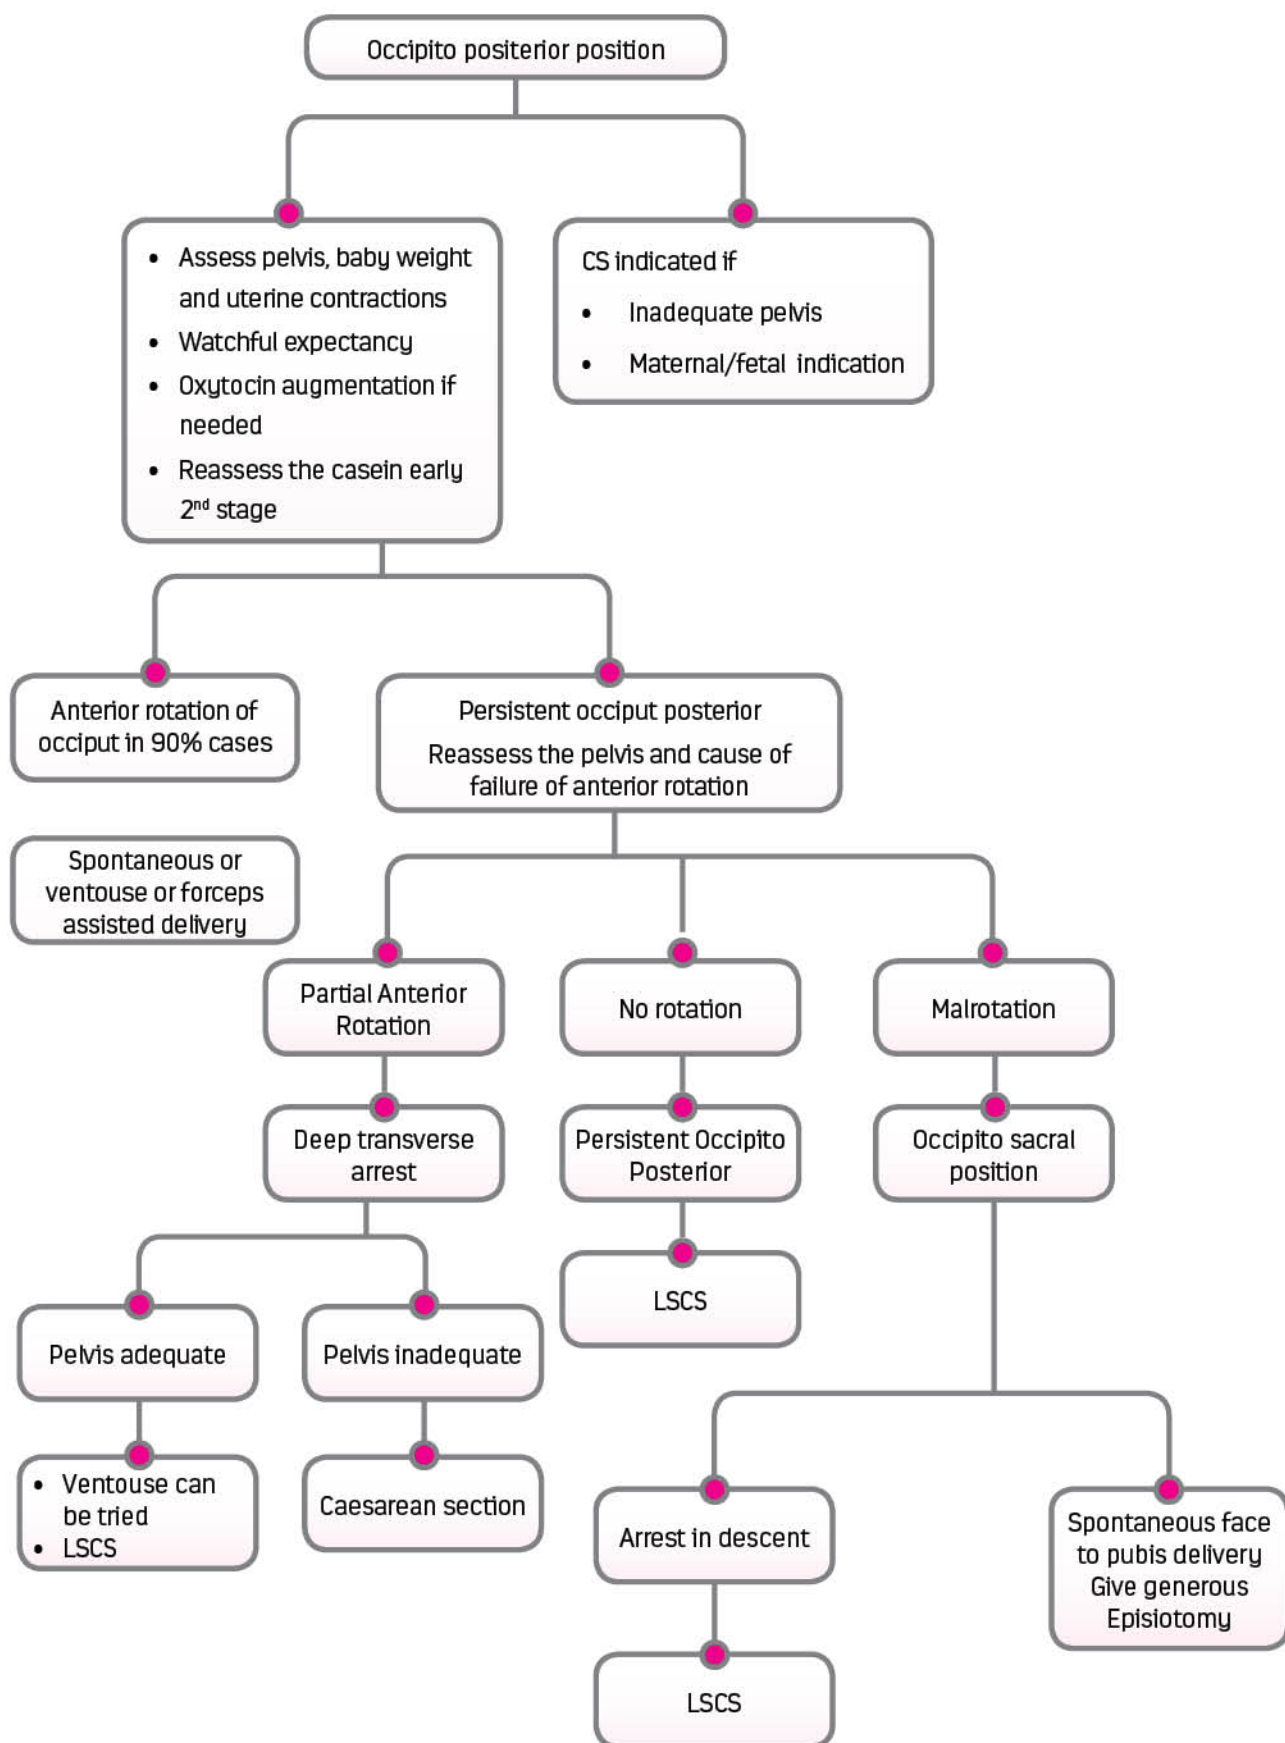 Occipito positerior position
• Assess pelvis, baby weight
and uterine contractions
• Watchful expectancy
• Oxytocin augmentation if
needed
• Reassess the casein early
2nd stage
CS indicated if
• Inadequate pelvis
• Maternal/fetal indication
Anterior rotation of
occiput in 90% cases
Persistent occiput posterior
Reassess the pelvis and cause of
failure of anterior rotation
Spontaneous or
ventouse or forceps
assisted delivery
Partial Anterior
Rotation
No rotation
Malrotation
Deep transverse
arrest
Persistent Occipito
Posterior
Occipito sacral
position
LSCS
Pelvis adequate
Pelvis inadequate
• Ventouse can
be tried
• LSCS
Caesarean section
Arrest in descent
Spontaneous face
to pubis delivery
Give generous
Episiotomy
LSCS